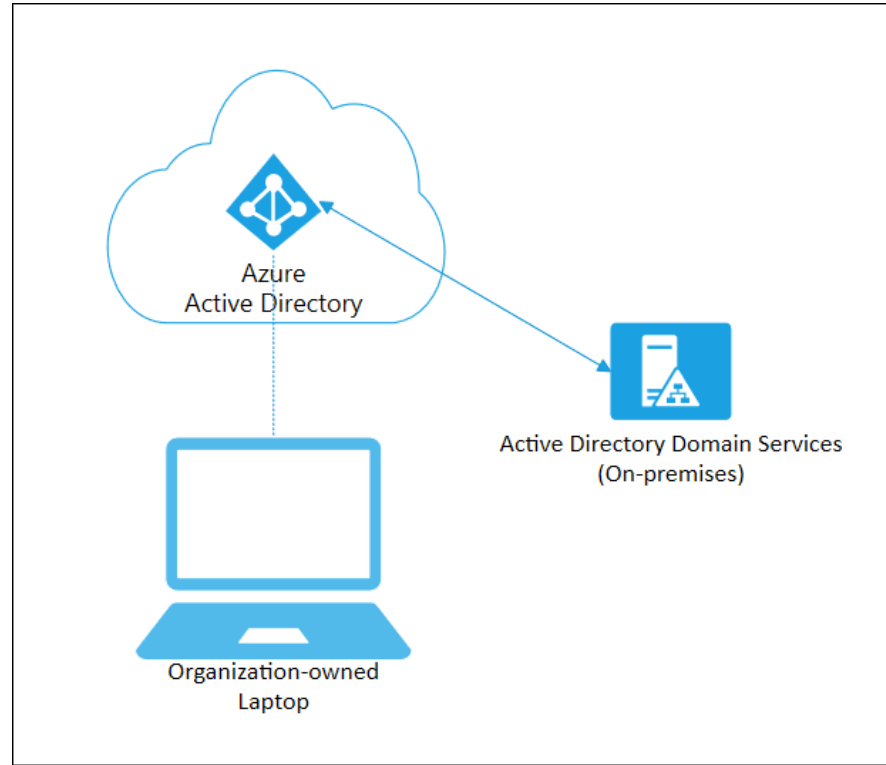 Azure
Active Directory
Active Directory Domain Services
(On-premises)
Organization-owned
Laptop